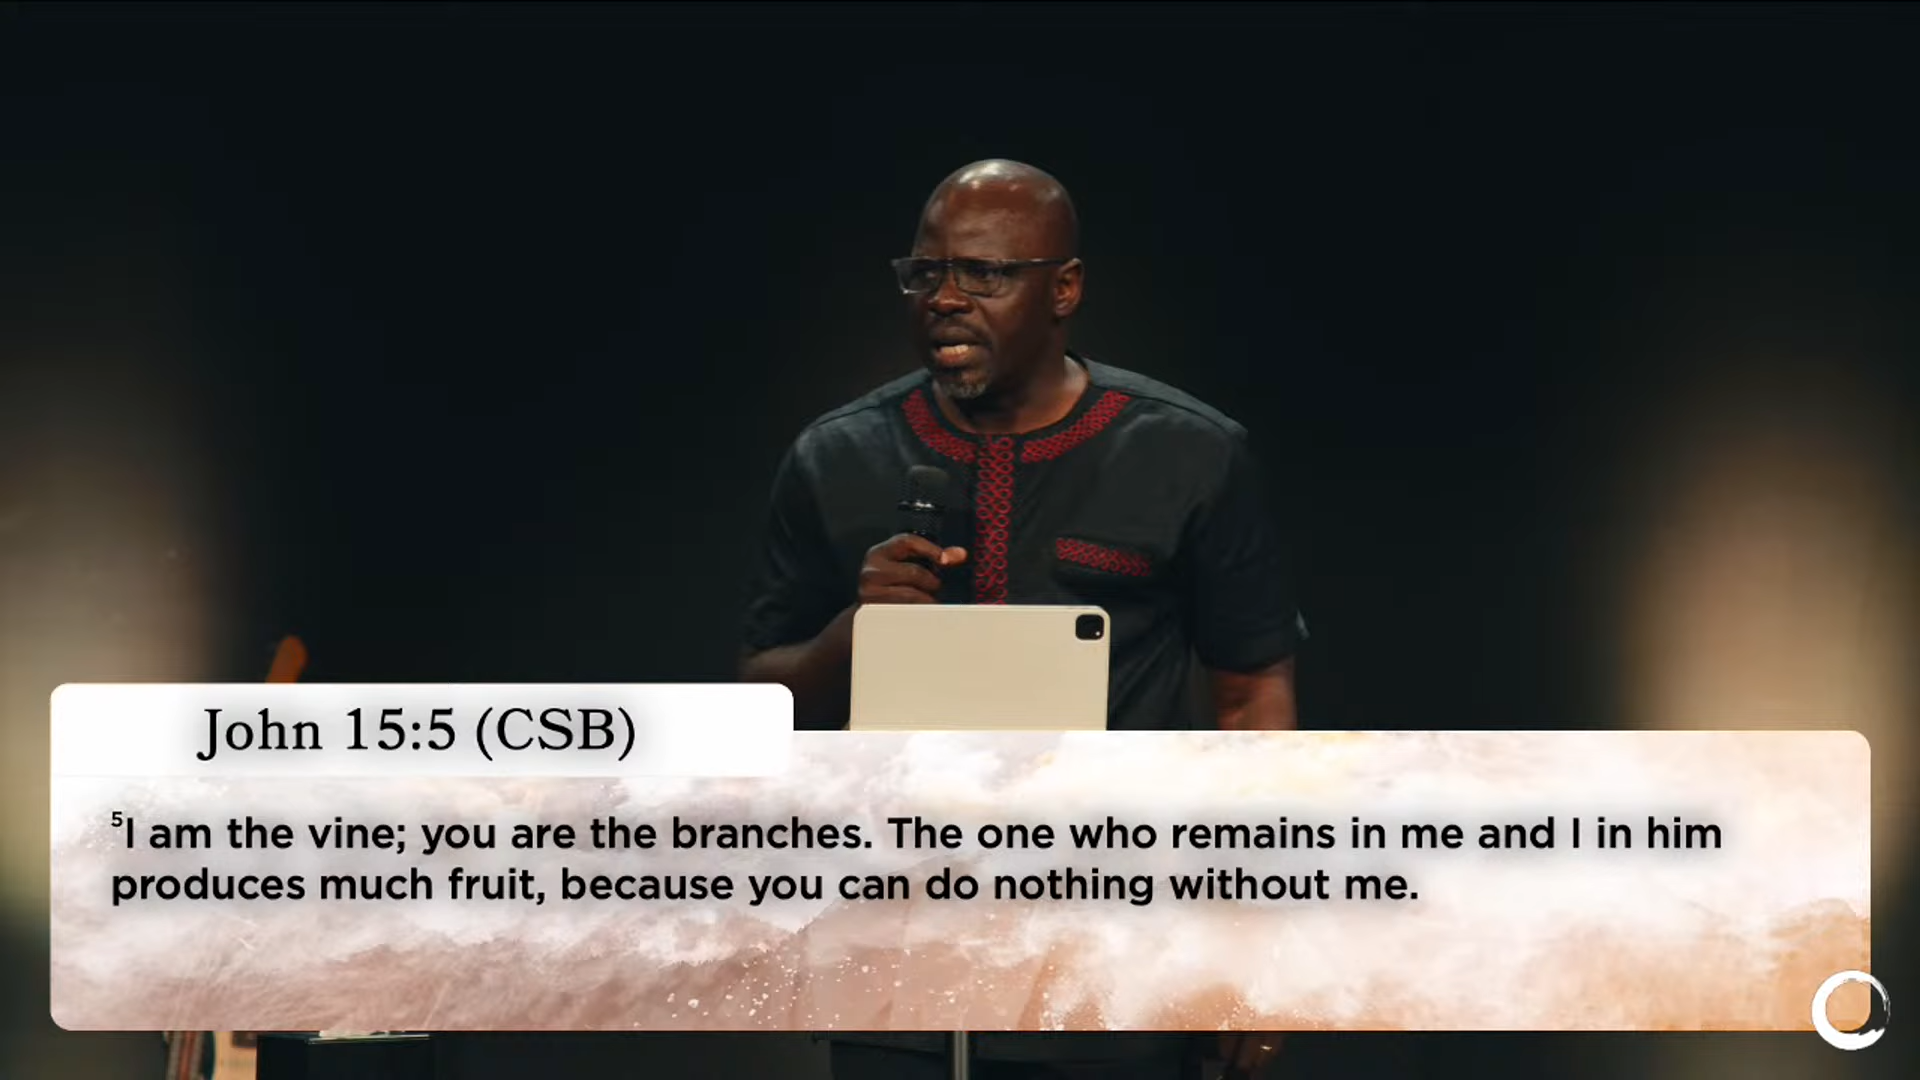 John 15:5 (CSB)
⁵I am the vine; you are the branches. The one who remains in me and I in him
produces much fruit, because you can do nothing without me.